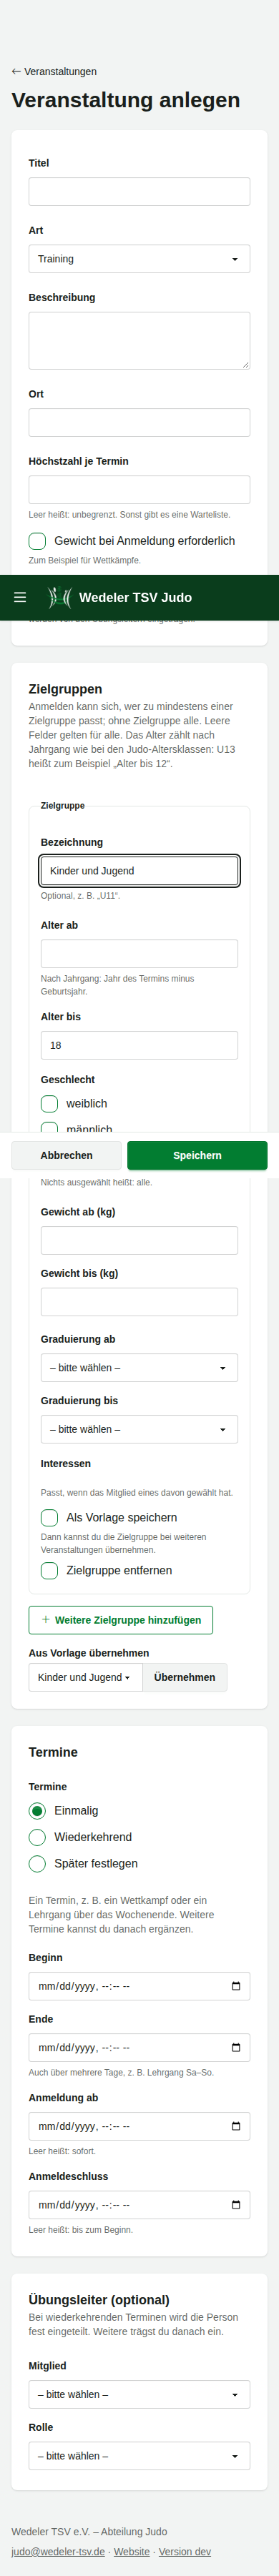 ← Veranstaltungen
Veranstaltung anlegen
Titel
Art
Training
Beschreibung
Ort
Höchstzahl je Termin
Leer heißt: unbegrenzt. Sonst gibt es eine Warteliste.
Gewicht bei Anmeldung erforderlich
Zum Beispiel für Wettkämpfe.
Wedeler TSV Judo
Zielgruppen
Anmelden kann sich, wer zu mindestens einer
Zielgruppe passt; ohne Zielgruppe alle. Leere
Felder gelten für alle. Das Alter zählt nach
Jahrgang wie bei den Judo-Altersklassen: U13
heißt zum Beispiel „Alter bis 12“.
Zielgruppe
Bezeichnung
Kinder und Jugend
Optional, z. B. „U11“.
Alter ab
Nach Jahrgang: Jahr des Termins minus
Geburtsjahr.
Alter bis
18
Geschlecht
weiblich
männlich
Abbrechen
Speichern
Nichts ausgewählt heißt: alle.
Gewicht ab (kg)
Gewicht bis (kg)
Graduierung ab
– bitte wählen –
Graduierung bis
– bitte wählen –
Interessen
Passt, wenn das Mitglied eines davon gewählt hat.
Als Vorlage speichern
Dann kannst du die Zielgruppe bei weiteren
Veranstaltungen übernehmen.
Zielgruppe entfernen
+ Weitere Zielgruppe hinzufügen
Aus Vorlage übernehmen
Kinder und Jugend
Übernehmen
Termine
Termine
Einmalig
Wiederkehrend
Später festlegen
Ein Termin, z. B. ein Wettkampf oder ein
Lehrgang über das Wochenende. Weitere
Termine kannst du danach ergänzen.
Beginn
mm/dd/yyyy, --:-- --
Ende
mm/dd/yyyy, --:-- --
Auch über mehrere Tage, z. B. Lehrgang Sa–So.
Anmeldung ab
mm/dd/yyyy, --:-- --
Leer heißt: sofort.
Anmeldeschluss
mm/dd/yyyy, --:-- --
Leer heißt: bis zum Beginn.
Übungsleiter (optional)
Bei wiederkehrenden Terminen wird die Person
fest eingeteilt. Weitere trägst du danach ein.
Mitglied
– bitte wählen –
Rolle
– bitte wählen –
Wedeler TSV e.V. – Abteilung Judo
judo@wedeler-tsv.de · Website · Version dev